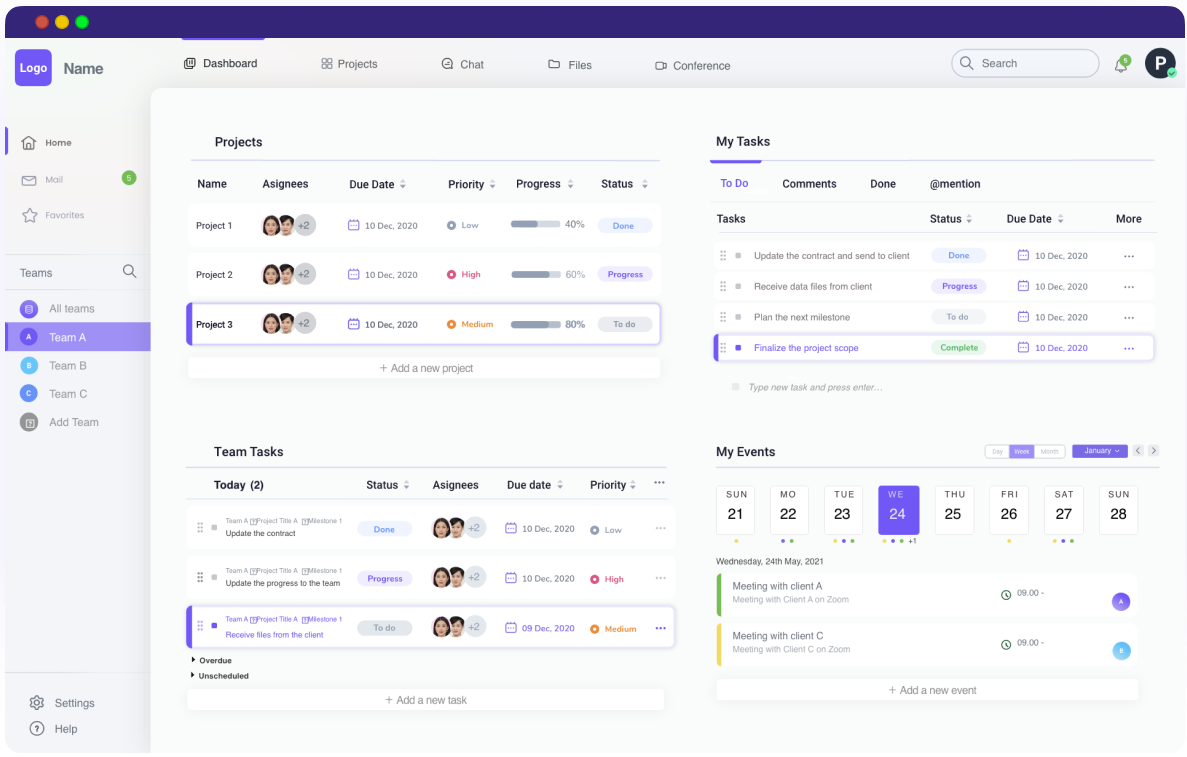 Logo Name
Dashboard Projects Chat Files Conference Search 5 P
Home
Mail 5
Favorites
Teams
All teams
A Team A
B Team B
C Team C
Add Team
Settings
? Help
Projects
Name Asignees Due Date Priority Progress Status
Project 1 +2 10 Dec, 2020 Low 40% Done
Project 2 +2 10 Dec, 2020 High 60% Progress
Project 3 +2 10 Dec, 2020 Medium 80% To do
+ Add a new project
My Tasks
To Do Comments Done @mention
Tasks Status Due Date More
Update the contract and send to client Done 10 Dec, 2020 ...
Receive data files from client Progress 10 Dec, 2020 ...
Plan the next milestone To do 10 Dec, 2020 ...
Finalize the project scope Complete 10 Dec, 2020 ...
Type new task and press enter...
Team Tasks
Today (2) Status Asignees Due date Priority ...
Team A ⍰Project Title A ⍰Milestone 1
Update the contract Done +2 10 Dec, 2020 Low ...
Team A ⍰Project Title A ⍰Milestone 1
Update the progress to the team Progress +2 10 Dec, 2020 High ...
Team A ⍰Project Title A ⍰Milestone 1
Receive files from the client To do +2 09 Dec, 2020 Medium ...
Overdue
Unscheduled
+ Add a new task
My Events Day Week Month January < >
SUN MO TUE WE THU FRI SAT SUN
21 22 23 24 25 26 27 28
+1
Wednesday, 24th May, 2021
Meeting with client A 09.00 -
Meeting with Client A on Zoom A
Meeting with client C 09.00 -
Meeting with Client C on Zoom B
+ Add a new event